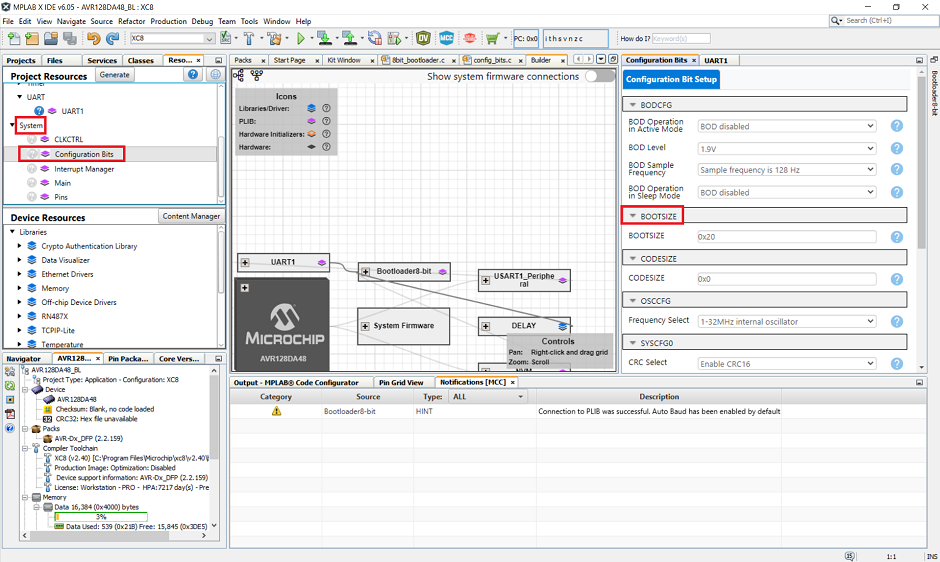 MPLAB X IDE v6.05 - AVR128DA48_BL : XC8
File Edit View Navigate Source Refactor Production Debug Team Tools Window Help
Search (Ctrl+I)
XC8
PC: 0x0
ithsvnzc
How do I? Keyword(s)
DV
MCC
Projects Files Services Classes Reso...
Project Resources Generate
Timer
UART
UART1
System
CLKCTRL
Configuration Bits
Interrupt Manager
Main
Pins
Device Resources Content Manager
Libraries
Crypto Authentication Library
Data Visualizer
Ethernet Drivers
Memory
Off-chip Device Drivers
RN487X
TCPIP-Lite
Temperature
Navigator AVR128... Pin Packa... Core Vers...
AVR128DA48_BL
Project Type: Application - Configuration: XC8
Device
AVR128DA48
Checksum: Blank, no code loaded
CRC32: Hex file unavailable
Packs
AVR-Dx_DFP (2.2.159)
Compiler Toolchain
XC8 (v2.40) [C:\Program Files\Microchip\xc8\v2.40\
Production Image: Optimization: Disabled
Device support information: AVR-Dx_DFP (2.2.159)
License: Workstation - PRO - HPA:7217 day(s) - Pre
Memory
Data 16,384 (0x4000) bytes
3%
Data Used: 539 (0x21B) Free: 15,845 (0x3DE5)
Packs Start Page Kit Window 8bit_bootloader.c config_bits.c Builder
Show system firmware connections
Icons
Libraries/Driver:
PLIB:
Hardware Initializers:
Hardware:
UART1
Bootloader8-bit
USART1_Periphe
ral
System Firmware
DELAY
NVM
MICROCHIP
AVR128DA48
Controls
Pan: Right-click and drag grid
Zoom: Scroll
Configuration Bits UART1
Configuration Bit Setup
BODCFG
BOD Operation
in Active Mode
BOD disabled
BOD Level
1.9V
BOD Sample
Frequency
Sample frequency is 128 Hz
BOD Operation
in Sleep Mode
BOD disabled
BOOTSIZE
BOOTSIZE
0x20
CODESIZE
CODESIZE
0x0
OSCCFG
Frequency Select
1-32MHz internal oscillator
SYSCFG0
CRC Select
Enable CRC16
Bootloader8-bit
Output - MPLAB® Code Configurator Pin Grid View Notifications [MCC]
Category Source Type: ALL Description
Bootloader8-bit HINT Connection to PLIB was successful. Auto Baud has been enabled by default
1:1 INS